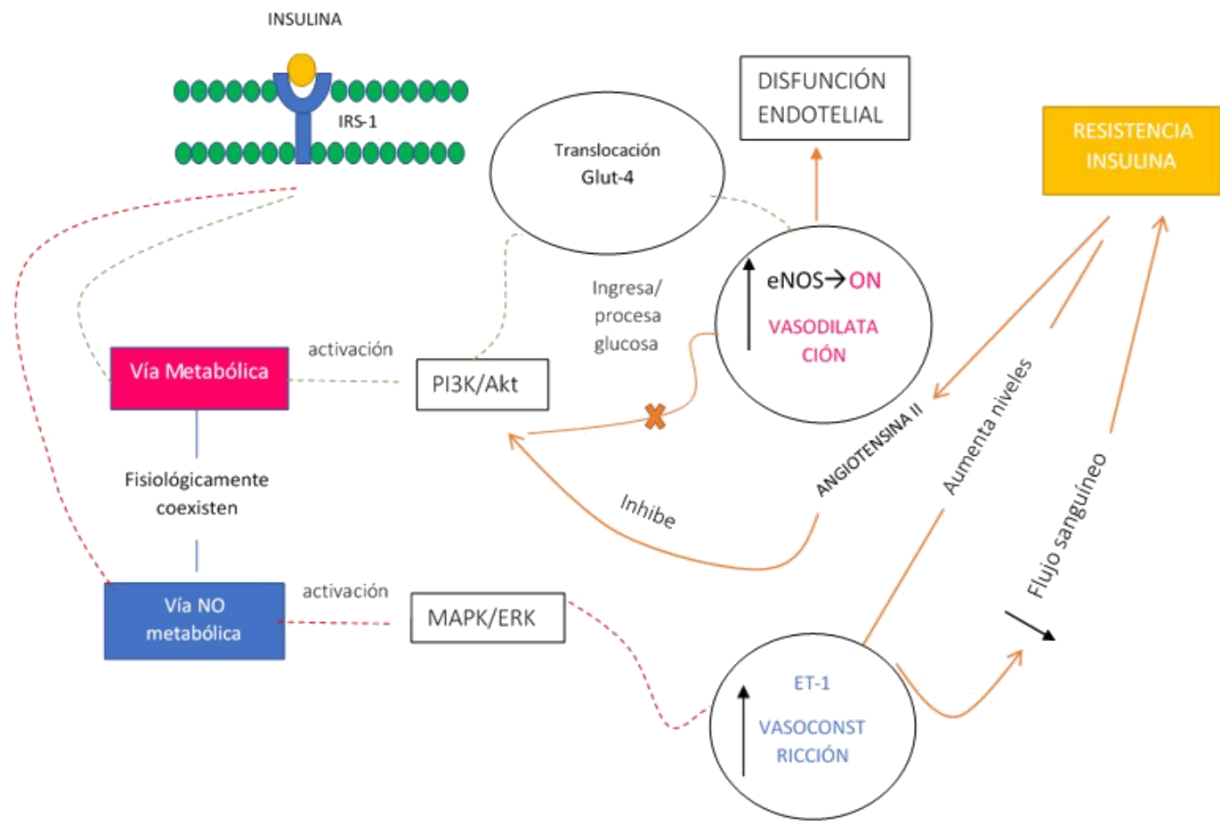 INSULINA
IRS-1
Translocación
Glut-4
DISFUNCIÓN
ENDOTELIAL
RESISTENCIA
INSULINA
eNOS→ON
VASODILATA
CIÓN
Ingresa/
procesa
glucosa
Vía Metabólica
activación
PI3K/Akt
ANGIOTENSINA II
Aumenta niveles
Flujo sanguíneo
Inhibe
Fisiológicamente
coexisten
Vía NO
metabólica
activación
MAPK/ERK
ET-1
VASOCONST
RICCIÓN